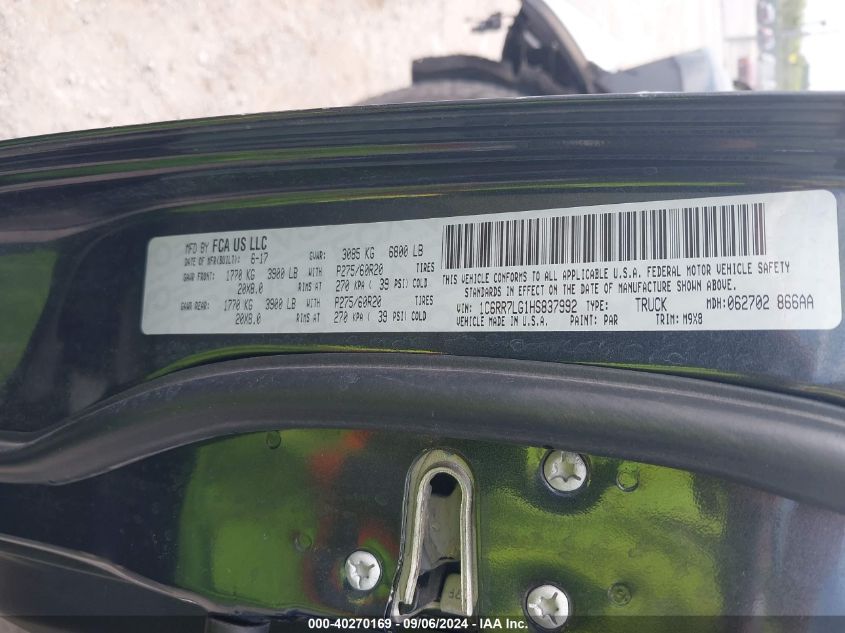 MFD BY FCA US LLC
DATE OF MFR(BUILT): 6-17 GVWR: 3085 KG 6800 LB
GAWR FRONT: 1770 KG 3900 LB WITH P275/60R20 TIRES
20X8.0 RIMS AT 270 KPA ( 39 PSI) COLD
GAWR REAR: 1770 KG 3900 LB WITH P275/60R20 TIRES
20X8.0 RIMS AT 270 KPA ( 39 PSI) COLD
THIS VEHICLE CONFORMS TO ALL APPLICABLE U.S.A. FEDERAL MOTOR VEHICLE SAFETY
STANDARDS IN EFFECT ON THE DATE OF MANUFACTURE SHOWN ABOVE.
VIN: 1C6RR7LG1HS837992 TYPE: TRUCK MDH:062702 866AA
VEHICLE MADE IN U.S.A. PAINT: PAR TRIM: M9X8
000-40270169 - 09/06/2024 - IAA Inc.